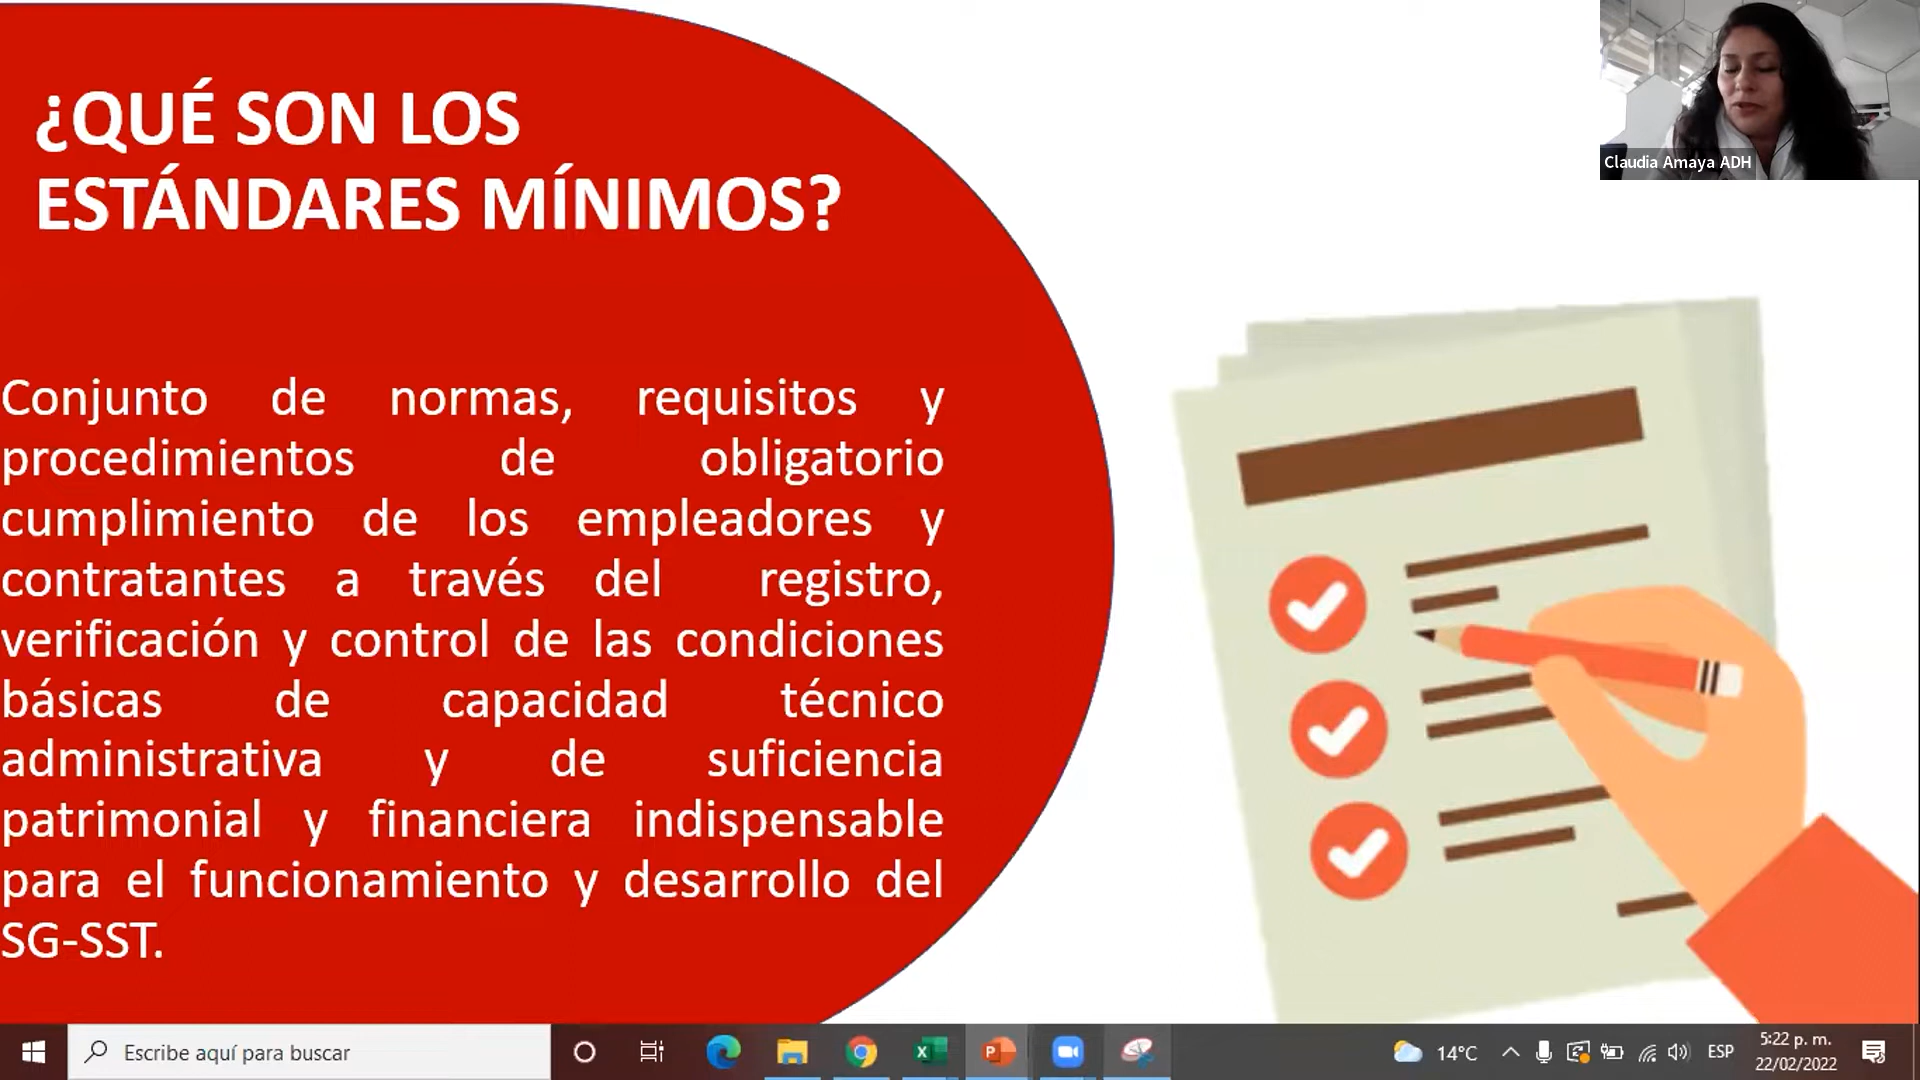 ¿QUÉ SON LOS
ESTÁNDARES MÍNIMOS?
Claudia Amaya ADH
Conjunto de normas, requisitos y
procedimientos de obligatorio
cumplimiento de los empleadores y
contratantes a través del registro,
verificación y control de las condiciones
básicas de capacidad técnico
administrativa y de suficiencia
patrimonial y financiera indispensable
para el funcionamiento y desarrollo del
SG-SST.
Escribe aquí para buscar
14°C
ESP
5:22 p. m.
22/02/2022